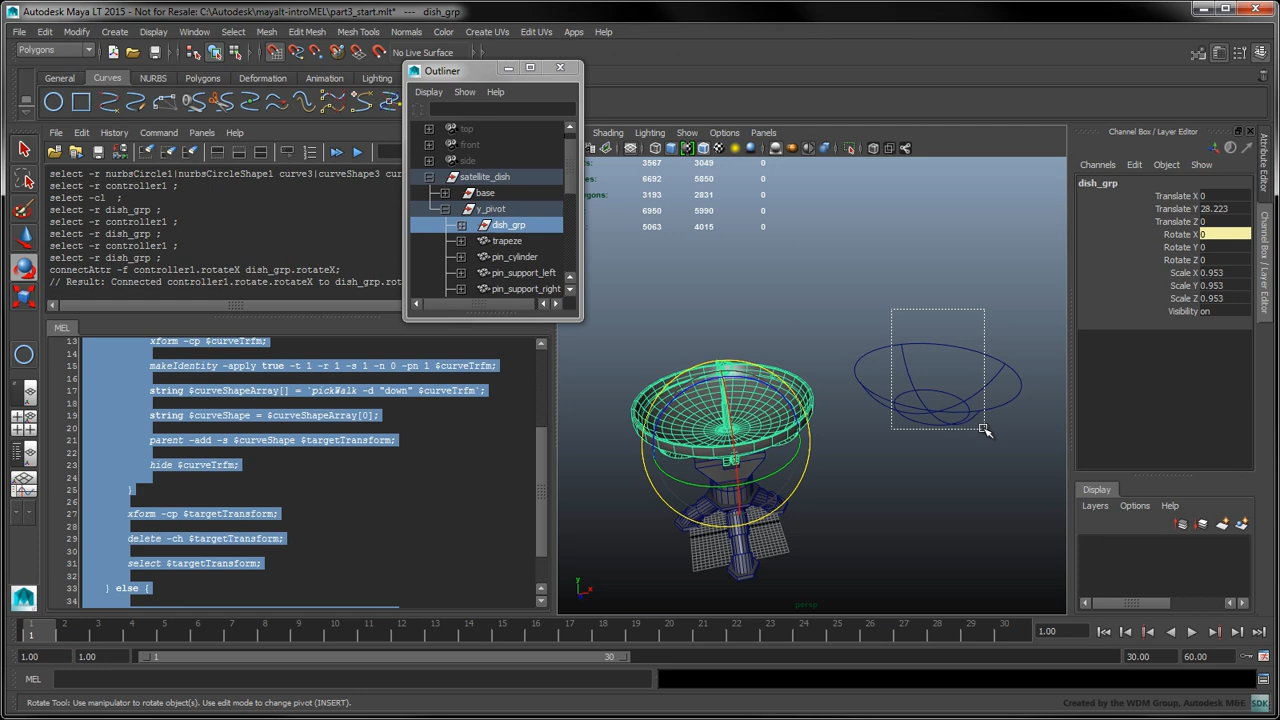 Autodesk Maya LT 2015 - Not for Resale: C:\Autodesk\mayalt-introMEL\part3_start.mlt* --- dish_grp
File Edit Modify Create Display Window Select Mesh Edit Mesh Mesh Tools Normals Color Create UVs Edit UVs Apps Help
Polygons
No Live Surface
General Curves NURBS Polygons Deformation Animation Lighting
Outliner
Display Show Help
top
front
side
satellite_dish
base
y_pivot
dish_grp
trapeze
pin_cylinder
pin_support_left
pin_support_right
File Edit History Command Panels Help
select -r nurbsCircle1|nurbsCircleShape1 curve3|curveShape3 curv
select -r controller1 ;
select -cl ;
select -r dish_grp ;
select -r controller1 ;
select -r dish_grp ;
select -r controller1 ;
select -r dish_grp ;
connectAttr -f controller1.rotateX dish_grp.rotateX;
// Result: Connected controller1.rotate.rotateX to dish_grp.rota
MEL
13 xform -cp $curveTrfm;
14
15 makeIdentity -apply true -t 1 -r 1 -s 1 -n 0 -pn 1 $curveTrfm;
16
17 string $curveShapeArray[] = `pickWalk -d "down" $curveTrfm`;
18
19 string $curveShape = $curveShapeArray[0];
20
21 parent -add -s $curveShape $targetTransform;
22
23 hide $curveTrfm;
24
25 }
26
27 xform -cp $targetTransform;
28
29 delete -ch $targetTransform;
30
31 select $targetTransform;
32
33 } else {
34
Shading Lighting Show Options Panels
3567 3049 0
6692 5850 0
3193 2831 0
6950 5990 0
5063 4015 0
persp
y
x
Channel Box / Layer Editor
Channels Edit Object Show
dish_grp
Translate X 0
Translate Y 28.223
Translate Z 0
Rotate X 0
Rotate Y 0
Rotate Z 0
Scale X 0.953
Scale Y 0.953
Scale Z 0.953
Visibility on
Display
Layers Options Help
Attribute Editor
Channel Box / Layer Editor
1 2 3 4 5 6 7 8 9 10 11 12 13 14 15 16 17 18 19 20 21 22 23 24 25 26 27 28 29 30
1
1.00
1.00 1.00 1 30 30.00 60.00
MEL
Rotate Tool: Use manipulator to rotate object(s). Use edit mode to change pivot (INSERT).
Created by the WDM Group, Autodesk M&E